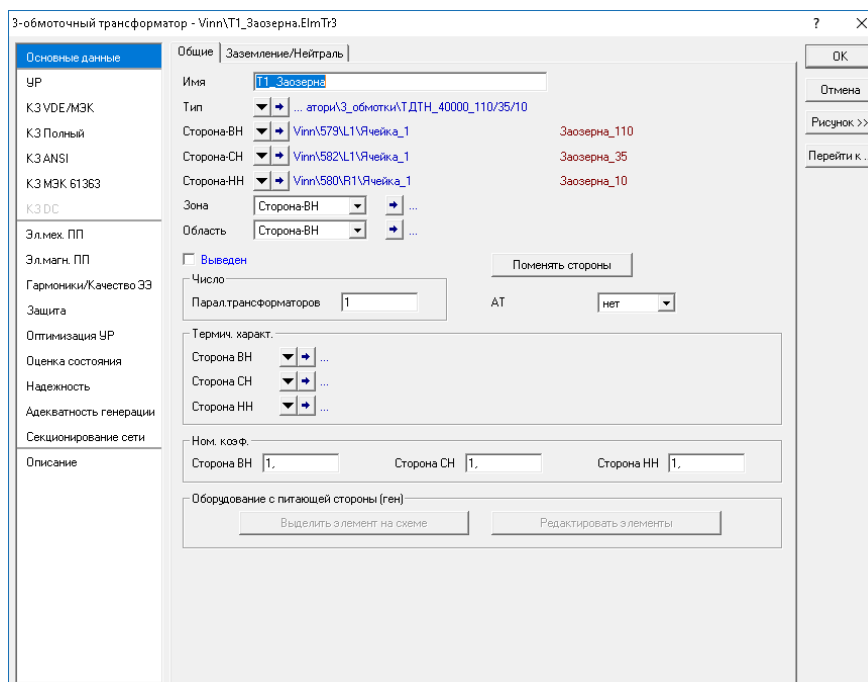 3-обмоточный трансформатор - Vinn\Т1_Заозерна.ElmTr3 ?
Основные данные
УР
КЗ VDE/МЭК
КЗ Полный
КЗ ANSI
КЗ МЭК 61363
КЗ DC
Эл.мех. ПП
Эл.магн. ПП
Гармоники/Качество ЭЭ
Защита
Оптимизация УР
Оценка состояния
Надежность
Адекватность генерации
Секционирование сети
Описание
Общие Заземление/Нейтраль
Имя Т1_Заозерна
Тип ... атори\3_обмотки\ТДТН_40000_110/35/10
Сторона-ВН Vinn\579\L1\Ячейка_1 Заозерна_110
Сторона-СН Vinn\582\L1\Ячейка_1 Заозерна_35
Сторона-НН Vinn\580\R1\Ячейка_1 Заозерна_10
Зона Сторона-ВН ...
Область Сторона-ВН ...
Выведен Поменять стороны
Число
Парал.трансформаторов 1 АТ нет
Термич. характ.
Сторона ВН ...
Сторона СН ...
Сторона НН ...
Ном. коэф.
Сторона ВН 1, Сторона СН 1, Сторона НН 1,
Оборудование с питающей стороны (ген)
Выделить элемент на схеме Редактировать элементы
OK
Отмена
Рисунок >>
Перейти к ..